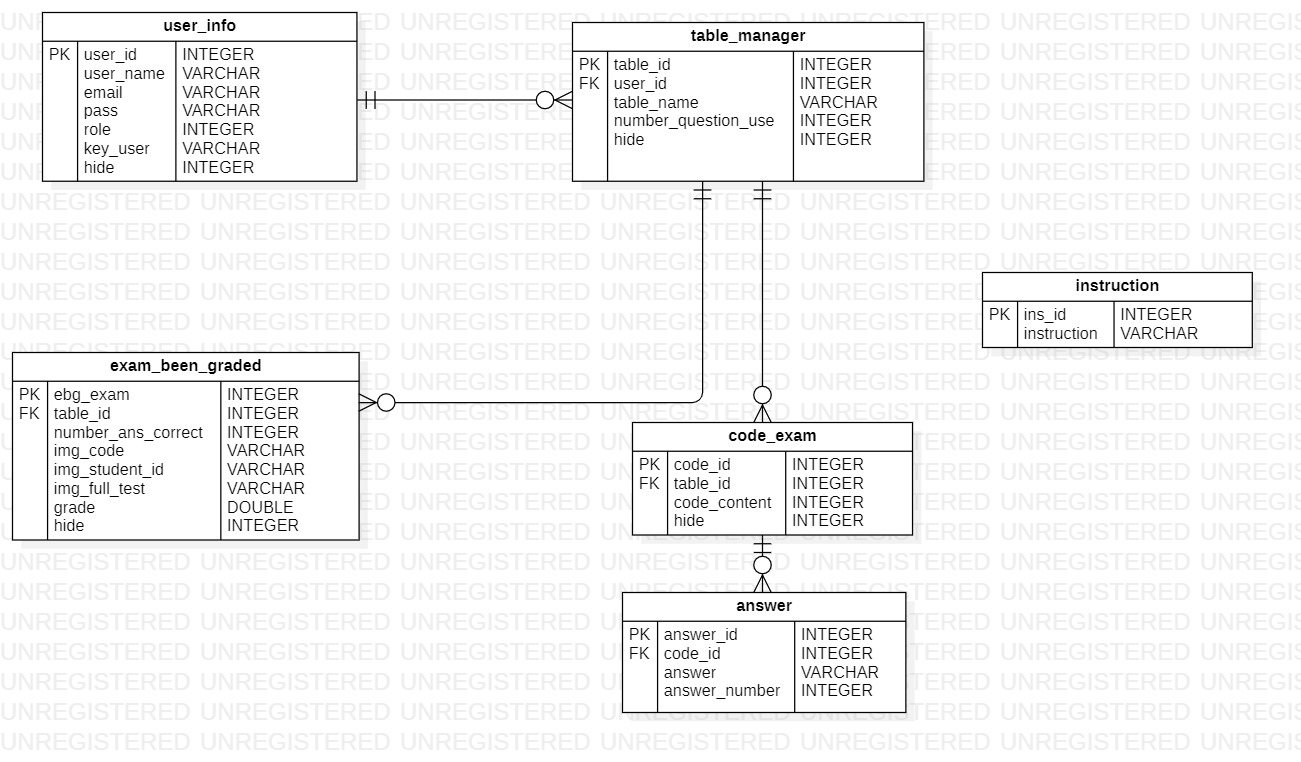 user_info
PK user_id INTEGER
user_name VARCHAR
email VARCHAR
pass VARCHAR
role INTEGER
key_user VARCHAR
hide INTEGER
table_manager
PK table_id INTEGER
FK user_id INTEGER
table_name VARCHAR
number_question_use INTEGER
hide INTEGER
instruction
PK ins_id INTEGER
instruction VARCHAR
exam_been_graded
PK ebg_exam INTEGER
FK table_id INTEGER
number_ans_correct INTEGER
img_code VARCHAR
img_student_id VARCHAR
img_full_test VARCHAR
grade DOUBLE
hide INTEGER
code_exam
PK code_id INTEGER
FK table_id INTEGER
code_content INTEGER
hide INTEGER
answer
PK answer_id INTEGER
FK code_id INTEGER
answer VARCHAR
answer_number INTEGER
UNREGISTERED UNREGISTERED UNREGISTERED UNREGISTERED UNREGISTERED UNREGISTERED